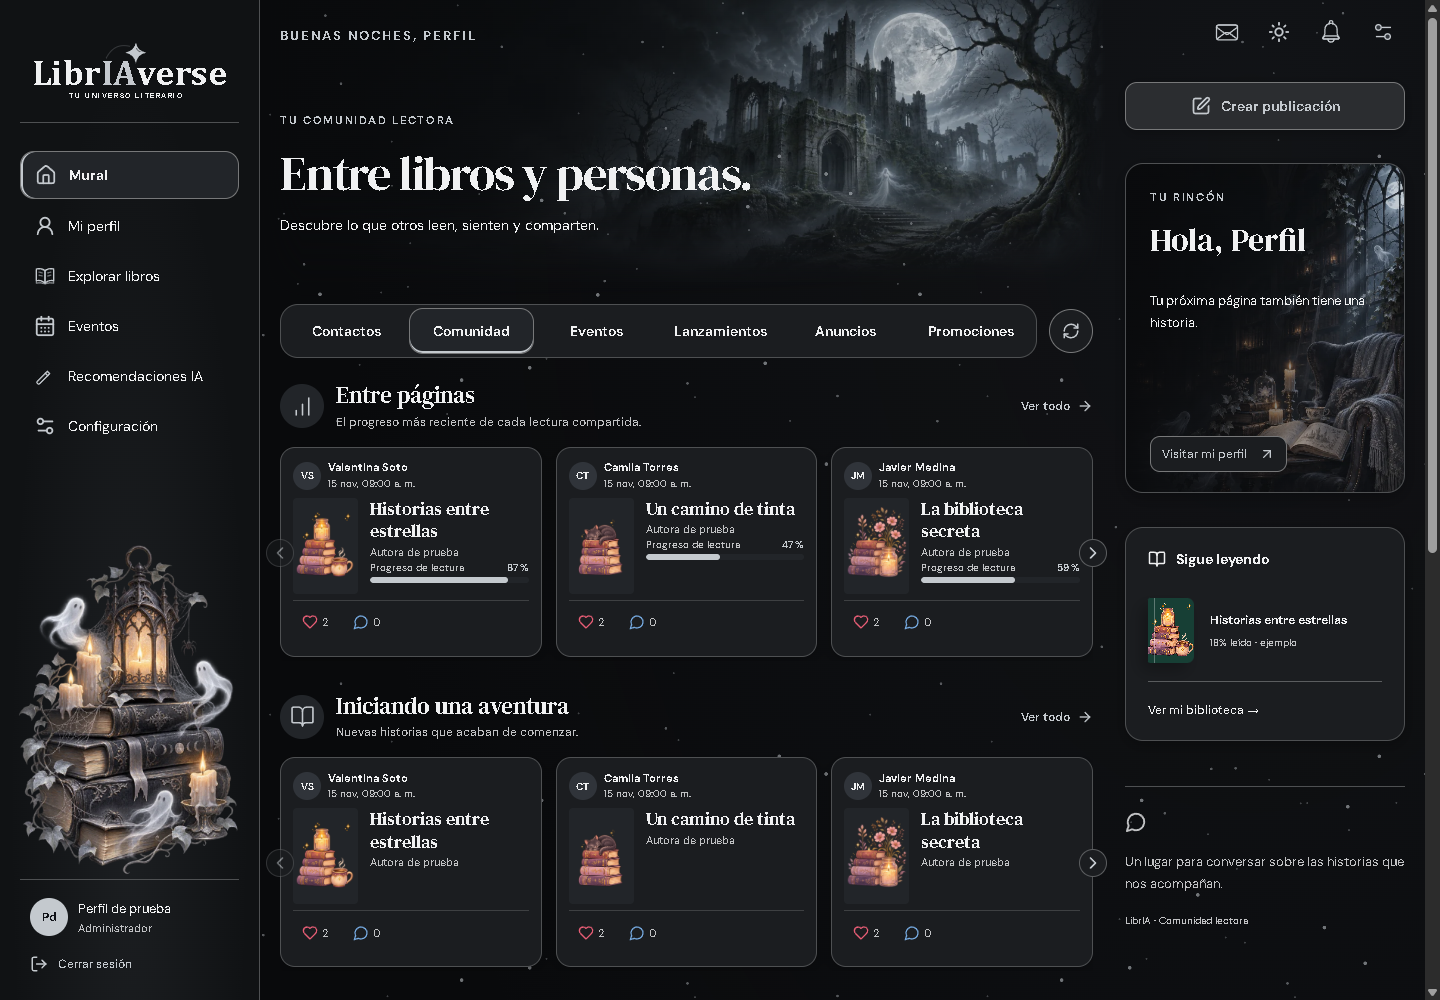 LibrIAverse
TU UNIVERSO LITERARIO
Mural
Mi perfil
Explorar libros
Eventos
Recomendaciones IA
Configuración
Pd
Perfil de prueba
Administrador
Cerrar sesión
BUENAS NOCHES, PERFIL
TU COMUNIDAD LECTORA
Entre libros y personas.
Descubre lo que otros leen, sienten y comparten.
Contactos
Comunidad
Eventos
Lanzamientos
Anuncios
Promociones
Entre páginas
El progreso más reciente de cada lectura compartida.
Ver todo →
VS
Valentina Soto
15 nov, 09:00 a. m.
Historias entre
estrellas
Autora de prueba
Progreso de lectura 87%
2 0
CT
Camila Torres
15 nov, 09:00 a. m.
Un camino de tinta
Autora de prueba
Progreso de lectura 47%
2 0
JM
Javier Medina
15 nov, 09:00 a. m.
La biblioteca
secreta
Autora de prueba
Progreso de lectura 59%
2 0
Iniciando una aventura
Nuevas historias que acaban de comenzar.
Ver todo →
VS
Valentina Soto
15 nov, 09:00 a. m.
Historias entre
estrellas
Autora de prueba
2 0
CT
Camila Torres
15 nov, 09:00 a. m.
Un camino de tinta
Autora de prueba
2 0
JM
Javier Medina
15 nov, 09:00 a. m.
La biblioteca
secreta
Autora de prueba
2 0
Crear publicación
TU RINCÓN
Hola, Perfil
Tu próxima página también tiene una
historia.
Visitar mi perfil
Sigue leyendo
Historias entre estrellas
18% leído · ejemplo
Ver mi biblioteca →
Un lugar para conversar sobre las historias que
nos acompañan.
LibrIA · Comunidad lectora